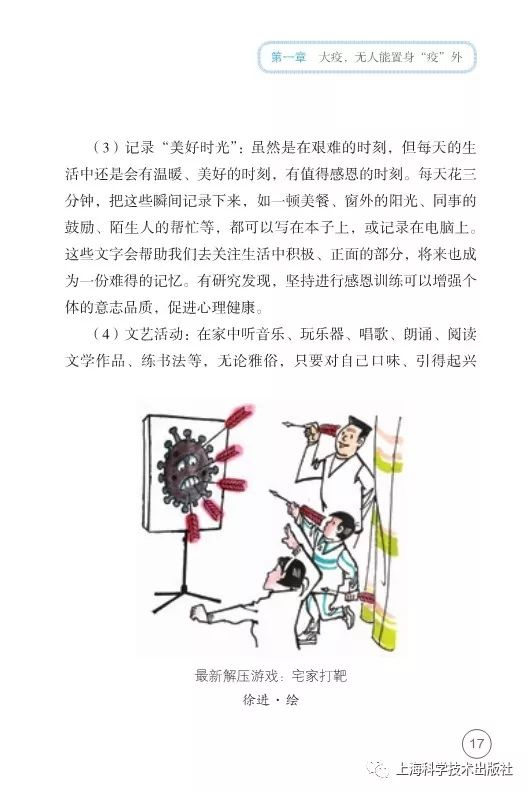 第一章 大疫，无人能置身“疫”外
（3）记录“美好时光”：虽然是在艰难的时刻，但每天的生
活中还是会有温暖、美好的时刻，有值得感恩的时刻。每天花三
分钟，把这些瞬间记录下来，如一顿美餐、窗外的阳光、同事的
鼓励、陌生人的帮忙等，都可以写在本子上，或记录在电脑上。
这些文字会帮助我们去关注生活中积极、正面的部分，将来也成
为一份难得的记忆。有研究发现，坚持进行感恩训练可以增强个
体的意志品质，促进心理健康。
（4）文艺活动：在家中听音乐、玩乐器、唱歌、朗诵、阅读
文学作品、练书法等，无论雅俗，只要对自己口味、引得起兴
最新解压游戏：宅家打靶
徐进·绘
17
上海科学技术出版社